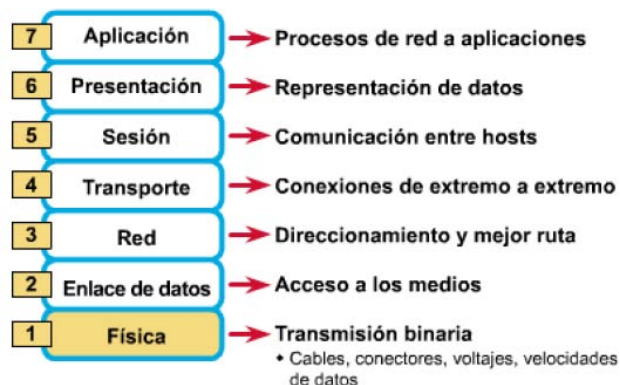 7 Aplicación Procesos de red a aplicaciones
6 Presentación Representación de datos
5 Sesión Comunicación entre hosts
4 Transporte Conexiones de extremo a extremo
3 Red Direccionamiento y mejor ruta
2 Enlace de datos Acceso a los medios
1 Física Transmisión binaria
• Cables, conectores, voltajes, velocidades
de datos